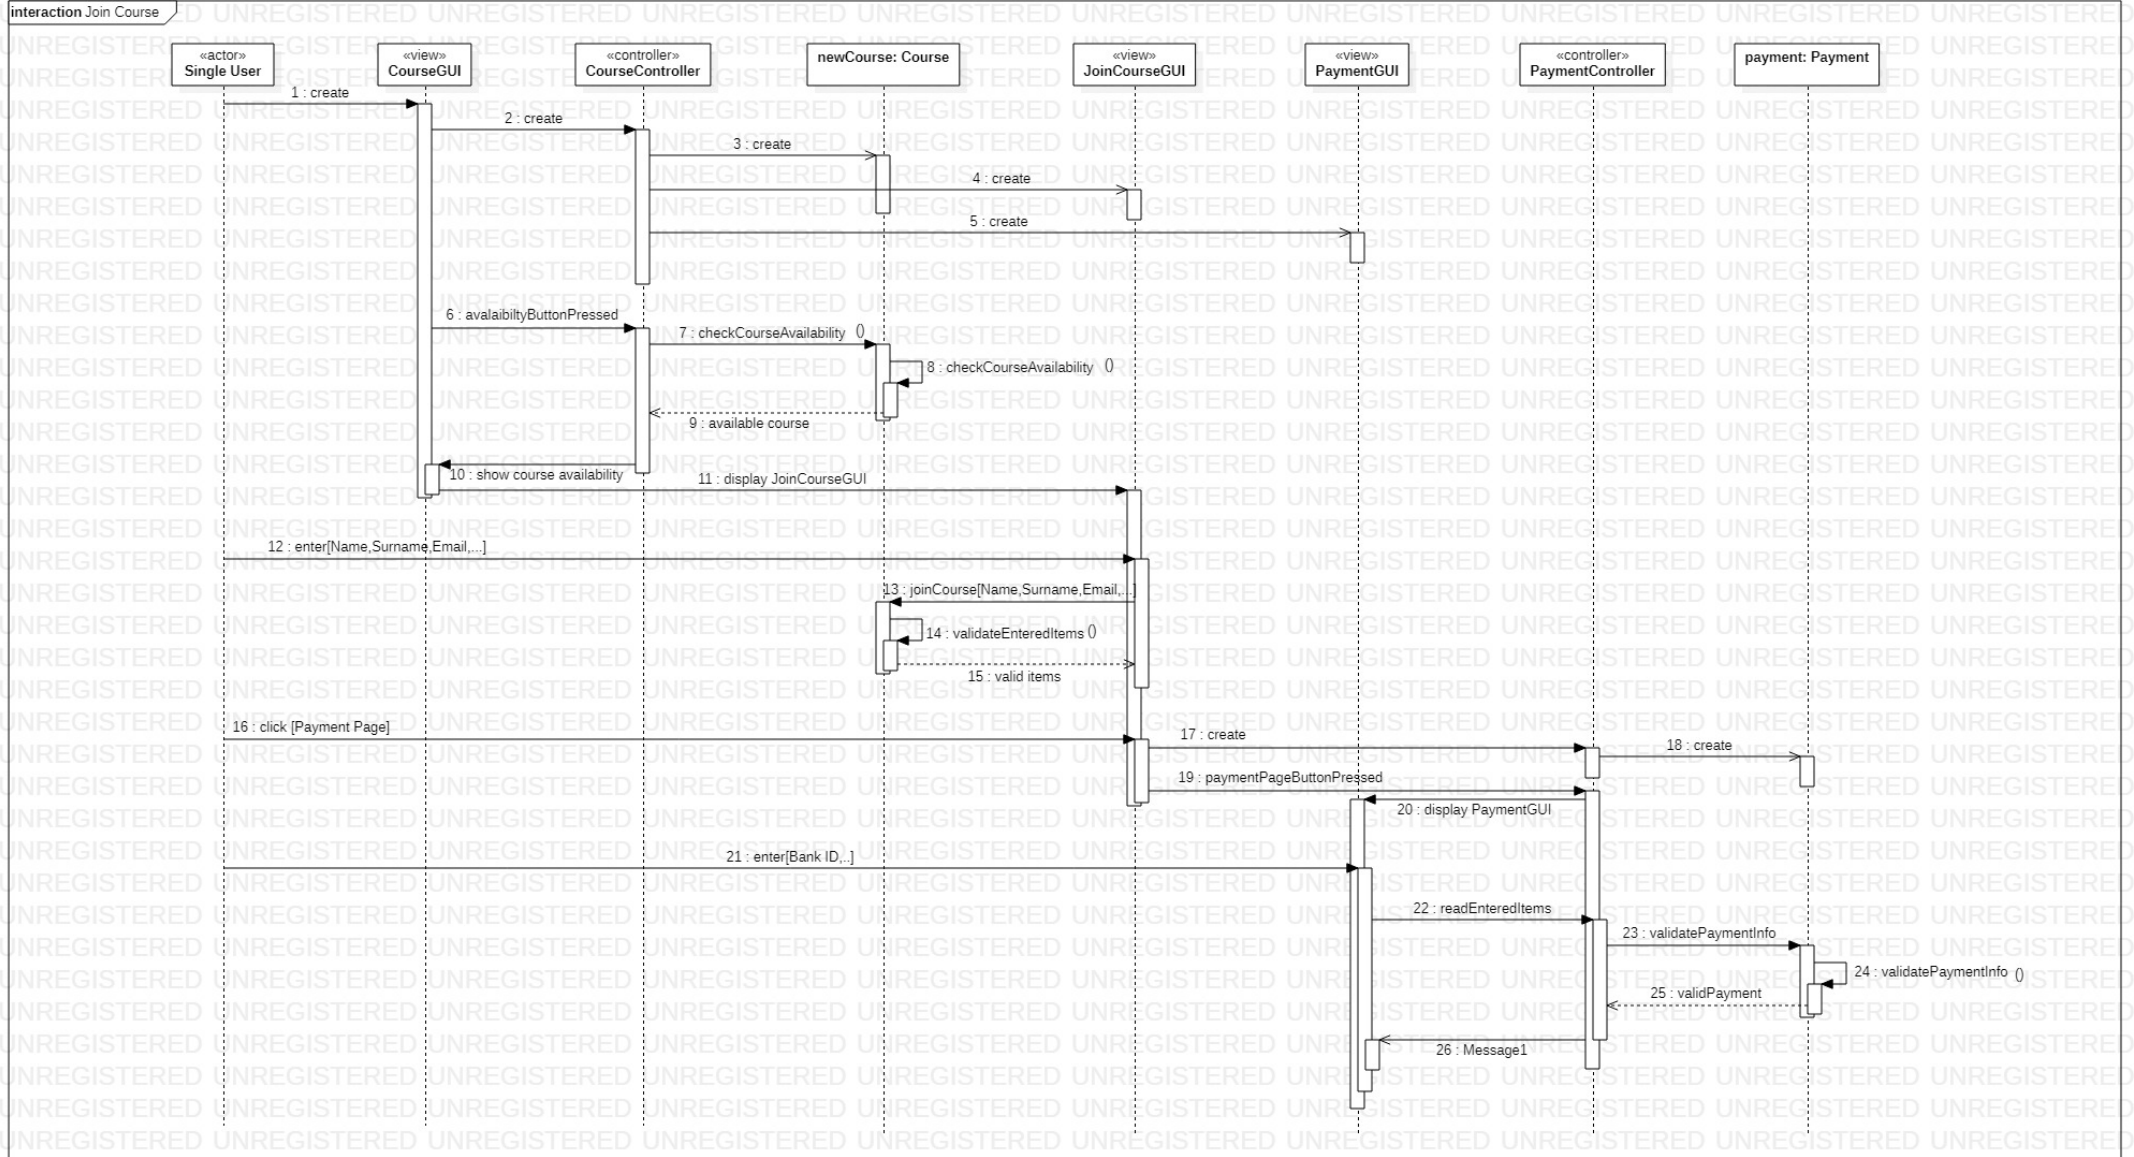 interaction Join Course
«actor»
Single User
«view»
CourseGUI
«controller»
CourseController
newCourse: Course
«view»
JoinCourseGUI
«view»
PaymentGUI
«controller»
PaymentController
payment: Payment
1 : create
2 : create
3 : create
4 : create
5 : create
6 : avalaibiltyButtonPressed
7 : checkCourseAvailability ()
8 : checkCourseAvailability ()
9 : available course
10 : show course availability
11 : display JoinCourseGUI
12 : enter[Name,Surname,Email,...]
13 : joinCourse[Name,Surname,Email,...]
14 : validateEnteredItems ()
15 : valid items
16 : click [Payment Page]
17 : create
18 : create
19 : paymentPageButtonPressed
20 : display PaymentGUI
21 : enter[Bank ID,..]
22 : readEnteredItems
23 : validatePaymentInfo
24 : validatePaymentInfo ()
25 : validPayment
26 : Message1
UNREGISTERED